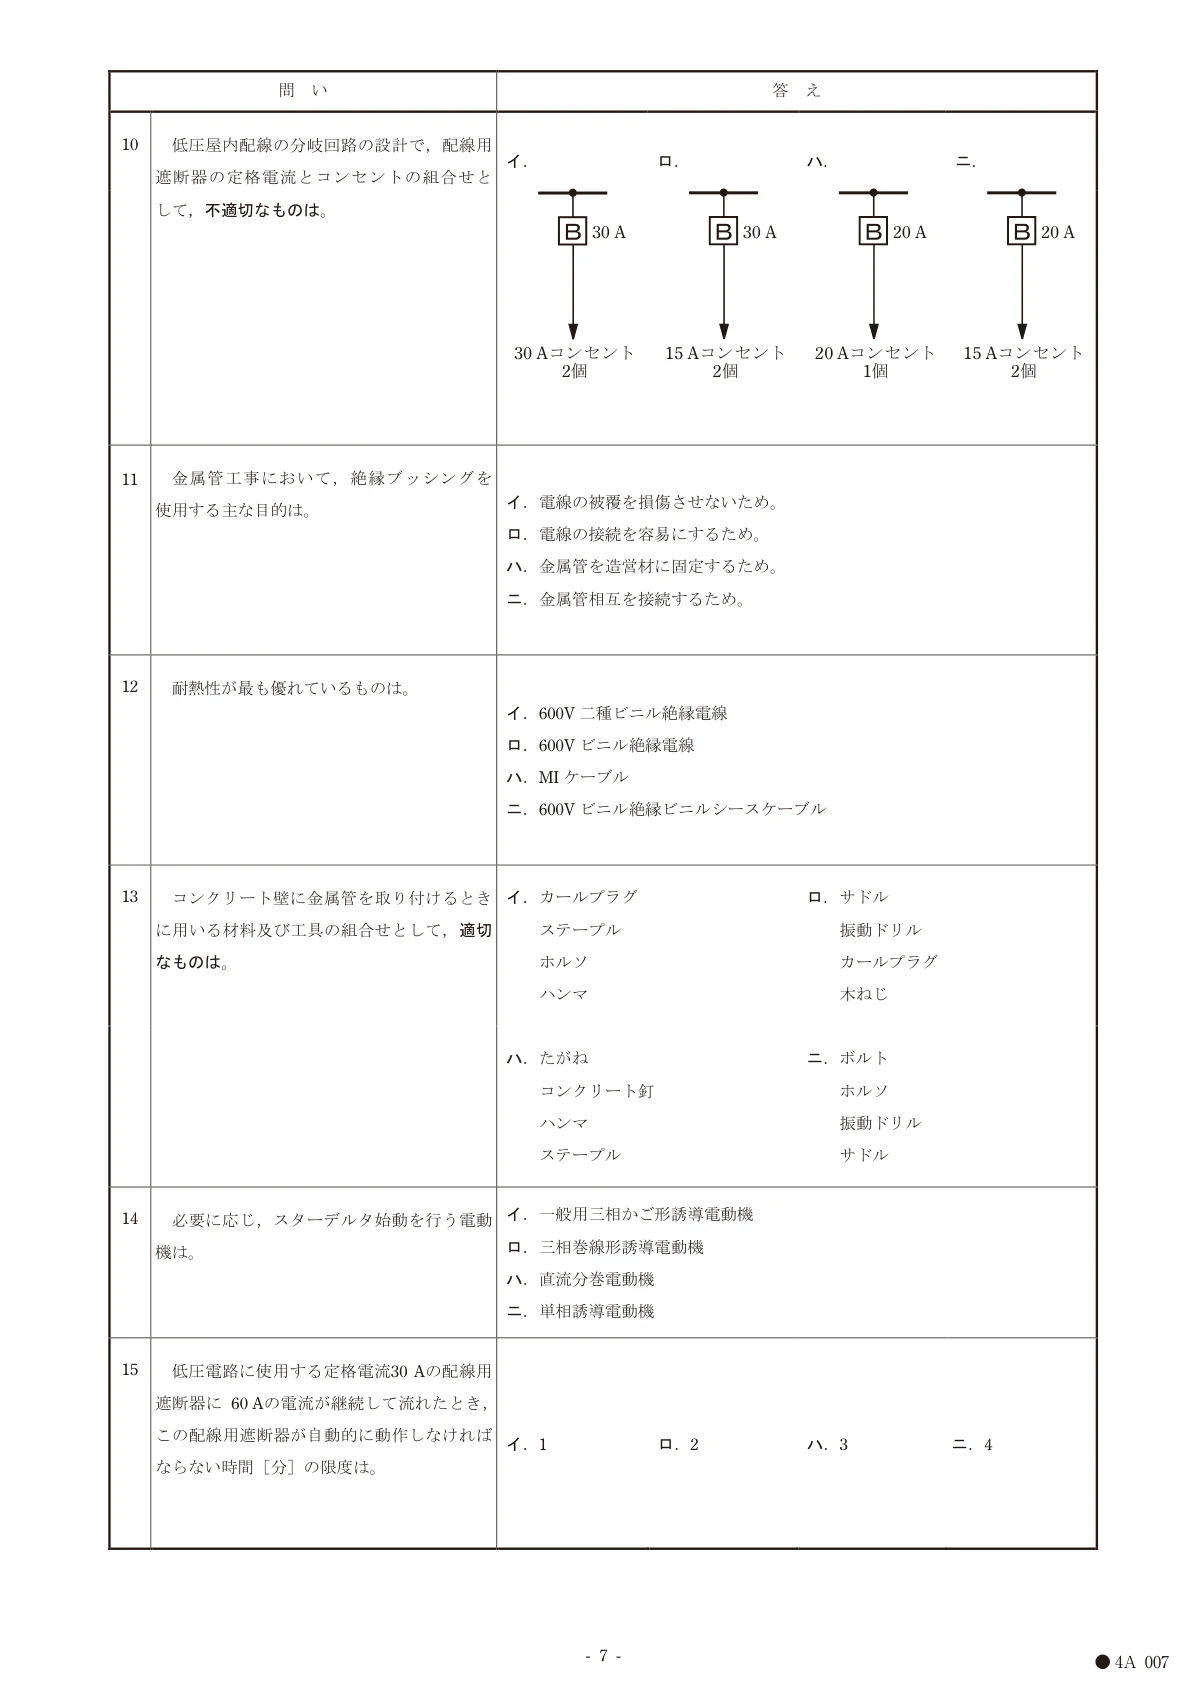 問　い　　答　え
10　低圧屋内配線の分岐回路の設計で，配線用
遮断器の定格電流とコンセントの組合せと
して，不適切なものは。
イ．　ロ．　ハ．　ニ．
B 30 A　B 30 A　B 20 A　B 20 A
30 Aコンセント　15 Aコンセント　20 Aコンセント　15 Aコンセント
2個　2個　1個　2個
11　金属管工事において，絶縁ブッシングを
使用する主な目的は。
イ．電線の被覆を損傷させないため。
ロ．電線の接続を容易にするため。
ハ．金属管を造営材に固定するため。
ニ．金属管相互を接続するため。
12　耐熱性が最も優れているものは。
イ．600V 二種ビニル絶縁電線
ロ．600V ビニル絶縁電線
ハ．MI ケーブル
ニ．600V ビニル絶縁ビニルシースケーブル
13　コンクリート壁に金属管を取り付けるとき
に用いる材料及び工具の組合せとして，適切
なものは。
イ．カールプラグ
ステープル
ホルソ
ハンマ
ロ．サドル
振動ドリル
カールプラグ
木ねじ
ハ．たがね
コンクリート釘
ハンマ
ステープル
ニ．ボルト
ホルソ
振動ドリル
サドル
14　必要に応じ，スターデルタ始動を行う電動
機は。
イ．一般用三相かご形誘導電動機
ロ．三相巻線形誘導電動機
ハ．直流分巻電動機
ニ．単相誘導電動機
15　低圧電路に使用する定格電流30 Aの配線用
遮断器に 60 Aの電流が継続して流れたとき，
この配線用遮断器が自動的に動作しなければ
ならない時間［分］の限度は。
イ．1　ロ．2　ハ．3　ニ．4
- 7 -
●4A 007